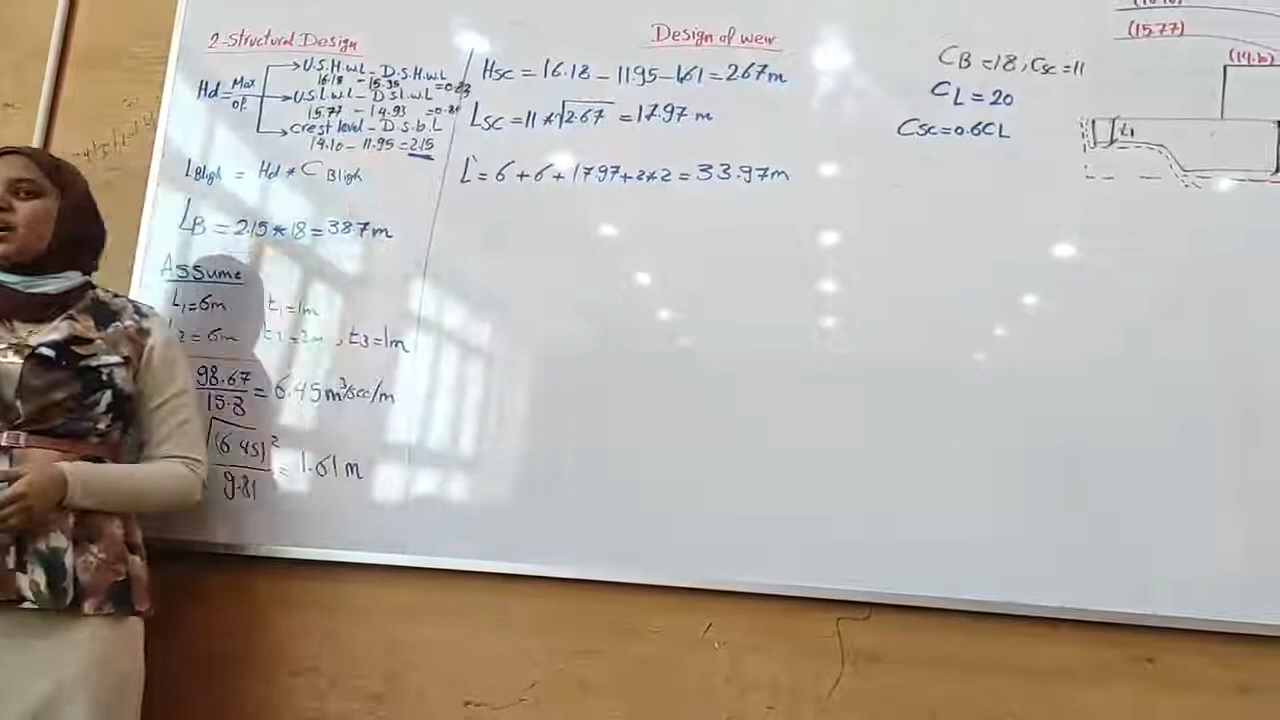 2-Structural Design
Hd = Max of.
U.S.H.w.L - D.S.H.w.L
16.18 - 15.35 = 0.83
U.S.L.w.L - D.S.L.w.L
15.77 - 14.93 = 0.84
Crest level - D.S.b.L
14.10 - 11.95 = 2.15
LBligh = Hd * CBligh
LB = 2.15 * 18 = 38.7 m
Assume
L1 = 6m t1 = 1m
2 = 6m t2 = 2m , t3 = 1m
98.67 / 15.3 = 6.45 m³/sec/m
√(6.45)² / 9.81 = 1.61 m
Design of weir
Hsc = 16.18 - 11.95 - 1.61 = 2.67 m
Lsc = 11 * √2.67 = 17.97 m
L` = 6 + 6 + 17.97 + 2*2 = 33.97 m
CB = 18, Csc = 11
CL = 20
Csc = 0.6 CL
(15.77)
t1